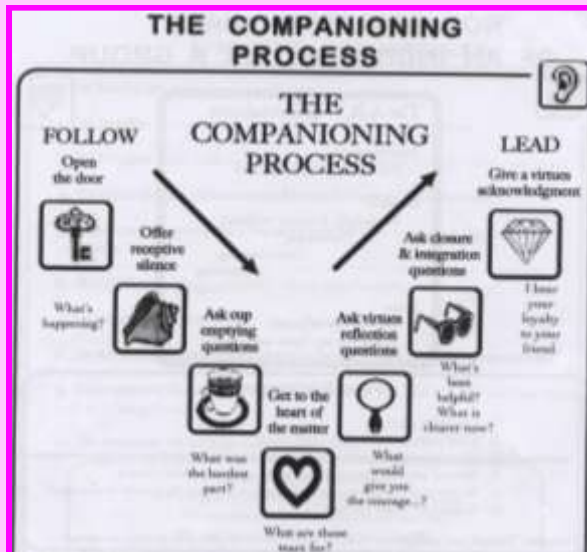 THE COMPANIONING
PROCESS
THE
COMPANIONING
PROCESS
FOLLOW
Open
the door
What's
happening?
Offer
receptive
silence
Ask cup
emptying
questions
What was
the hardest
part?
Get to the
heart of
the matter
What are those
tears for?
Ask virtues
reflection
questions
What
would
give you
the courage...?
Ask closure
& integration
questions
What's
been
helpful?
What is
clearer now?
LEAD
Give a virtues
acknowledgment
I hear
your
loyalty
to your
friend